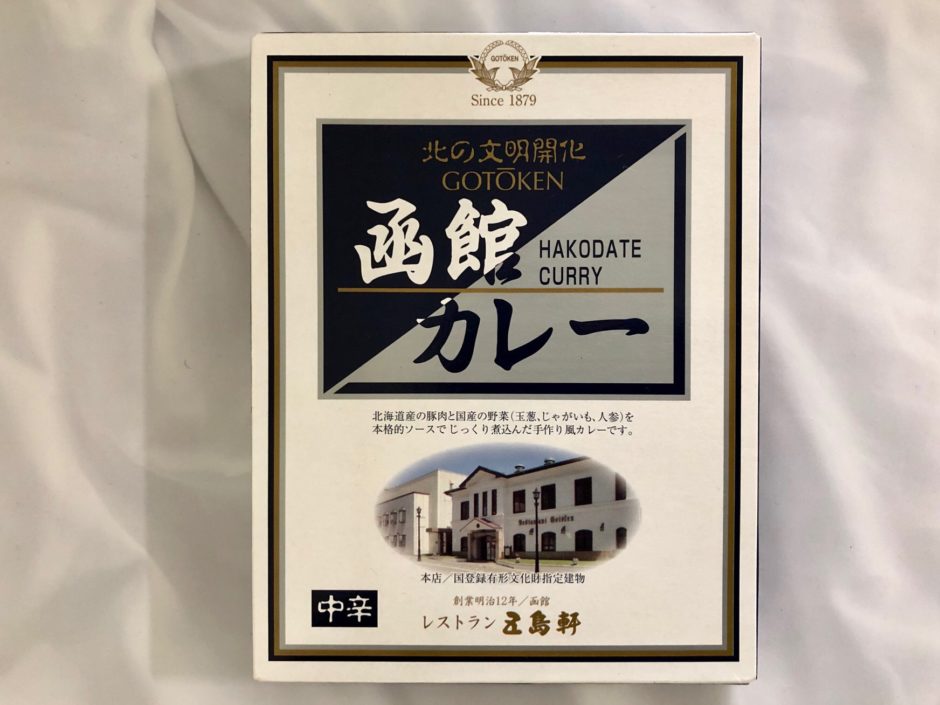 GOTŌKEN
Since 1879
北の文明開化
GOTŌKEN
函館
HAKODATE
CURRY
カレー
北海道産の豚肉と国産の野菜(玉葱、じゃがいも、人参)を
本格的ソースでじっくり煮込んだ手作り風カレーです。
Restaurant Gotoken
本店／国登録有形文化財指定建物
中辛
創業明治12年／函館
レストラン 五島軒